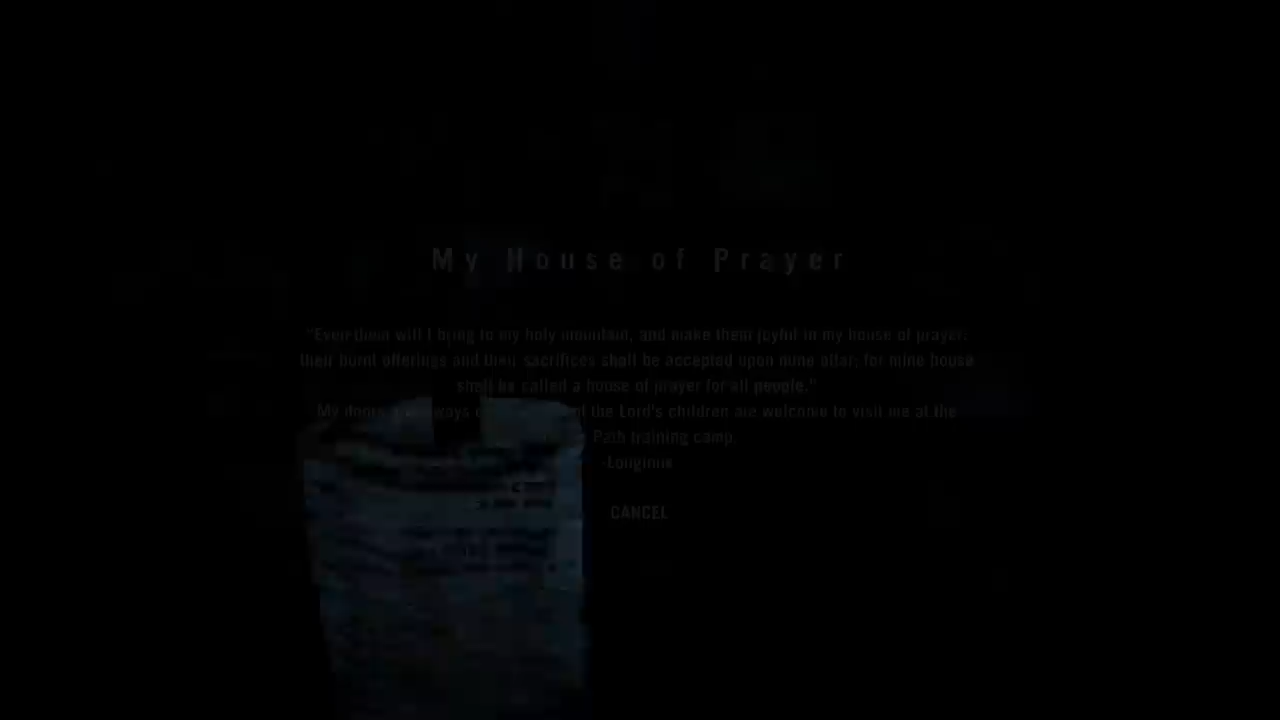 My House of Prayer
"Even them will I bring to my holy mountain, and make them joyful in my house of prayer:
their burnt offerings and their sacrifices shall be accepted upon mine altar; for mine house
shall be called a house of prayer for all people."
My doors always of the Lord's children are welcome to visit me at the
Path training camp.
-Longinus
CANCEL